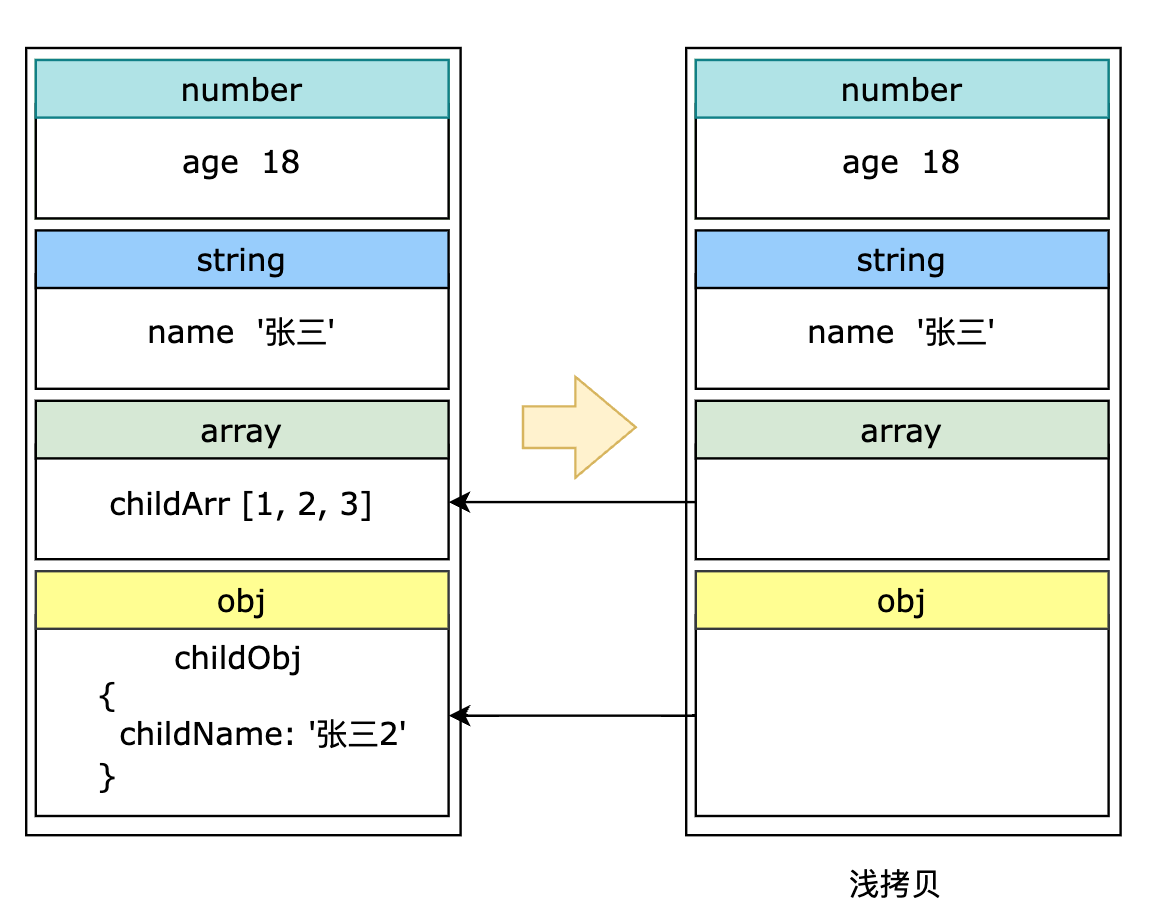 number
age 18
string
name '张三'
array
childArr [1, 2, 3]
obj
childObj
{
childName: '张三2'
}
number
age 18
string
name '张三'
array
obj
浅拷贝